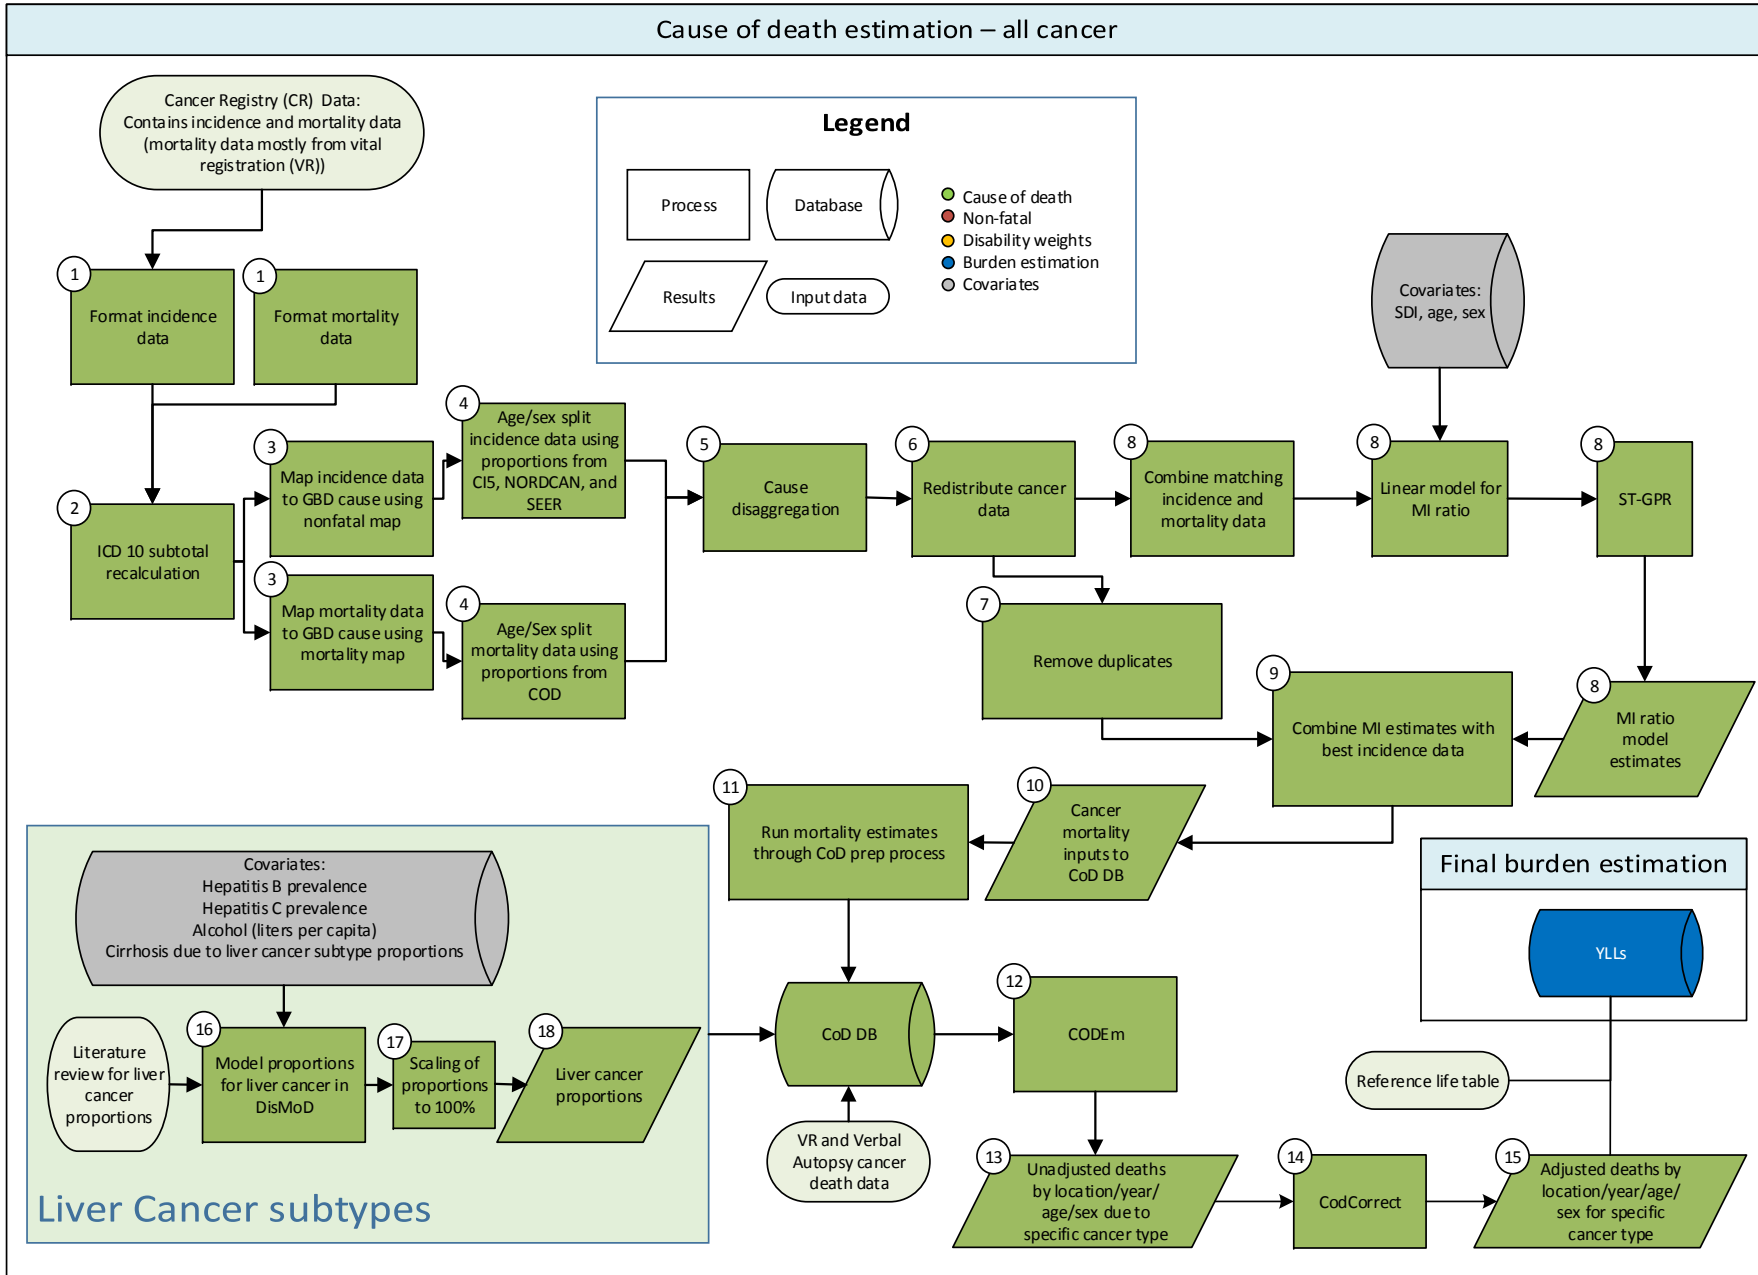 Cause of death estimation – all cancer
Cancer Registry (CR)  Data:
Contains incidence and mortality data
(mortality data mostly from vital
registration (VR))
Legend
Process
Database
Results
Input data
Cause of death
Non-fatal
Disability weights
Burden estimation
Covariates
Covariates:
SDI, age, sex
1
Format incidence
data
1
Format mortality
data
2
ICD 10 subtotal
recalculation
3
Map incidence data
to GBD cause using
nonfatal map
3
Map mortality data
to GBD cause using
mortality map
4
Age/sex split
incidence data using
proportions from
CI5, NORDCAN, and
SEER
4
Age/Sex split
mortality data using
proportions from
COD
5
Cause
disaggregation
6
Redistribute cancer
data
8
Combine matching
incidence and
mortality data
8
Linear model for
MI ratio
8
ST-GPR
7
Remove duplicates
9
Combine MI estimates with
best incidence data
8
MI ratio
model
estimates
11
Run mortality estimates
through CoD prep process
10
Cancer
mortality
inputs to
CoD DB
Final burden estimation
YLLs
Covariates:
Hepatitis B prevalence
Hepatitis C prevalence
Alcohol (liters per capita)
Cirrhosis due to liver cancer subtype proportions
Literature
review for liver
cancer
proportions
16
Model proportions
for liver cancer in
DisMoD
17
Scaling of
proportions
to 100%
18
Liver cancer
proportions
Liver Cancer subtypes
CoD DB
12
CODEm
VR and Verbal
Autopsy cancer
death data
Reference life table
13
Unadjusted deaths
by location/year/
age/sex due to
specific cancer type
14
CodCorrect
15
Adjusted deaths by
location/year/age/
sex for specific
cancer type